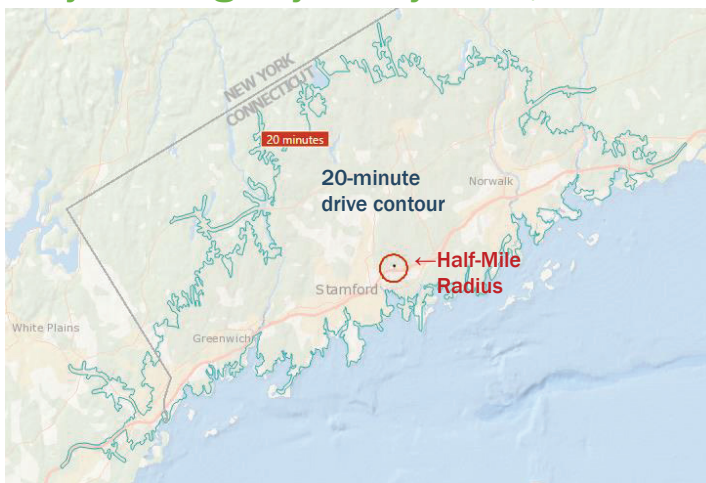 NEW YORK
CONNECTICUT
20 minutes
20-minute
drive contour
Norwalk
←Half-Mile
Radius
Stamford
White Plains
Greenwich